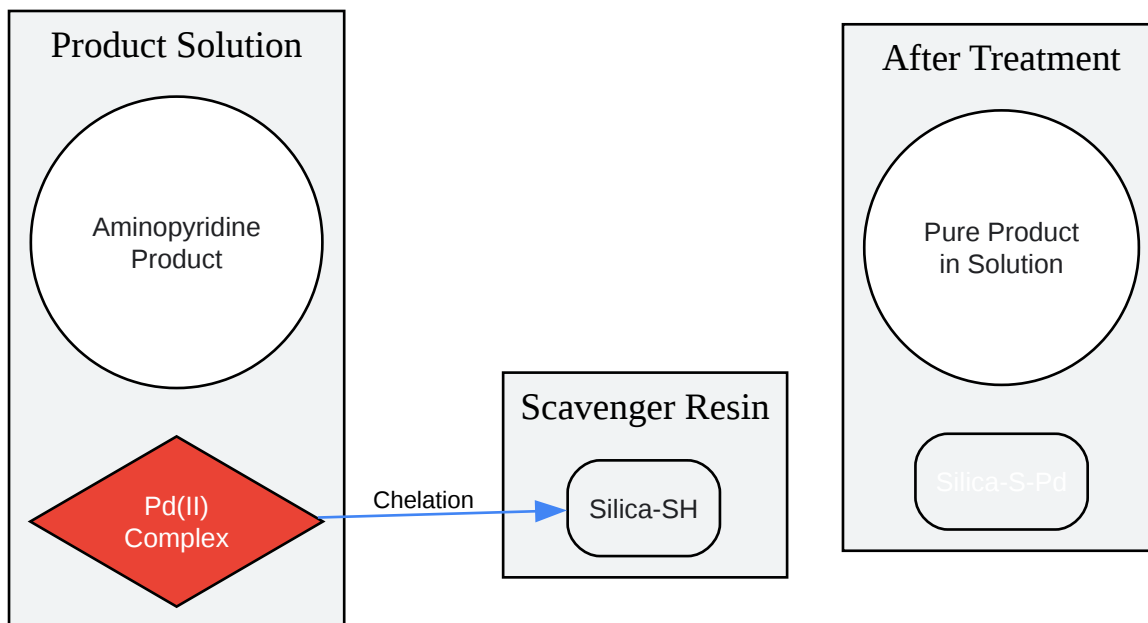 Product Solution
Aminopyridine
Product
Pd(II)
Complex
Chelation
Scavenger Resin
Silica-SH
After Treatment
Pure Product
in Solution
Silica-S-Pd